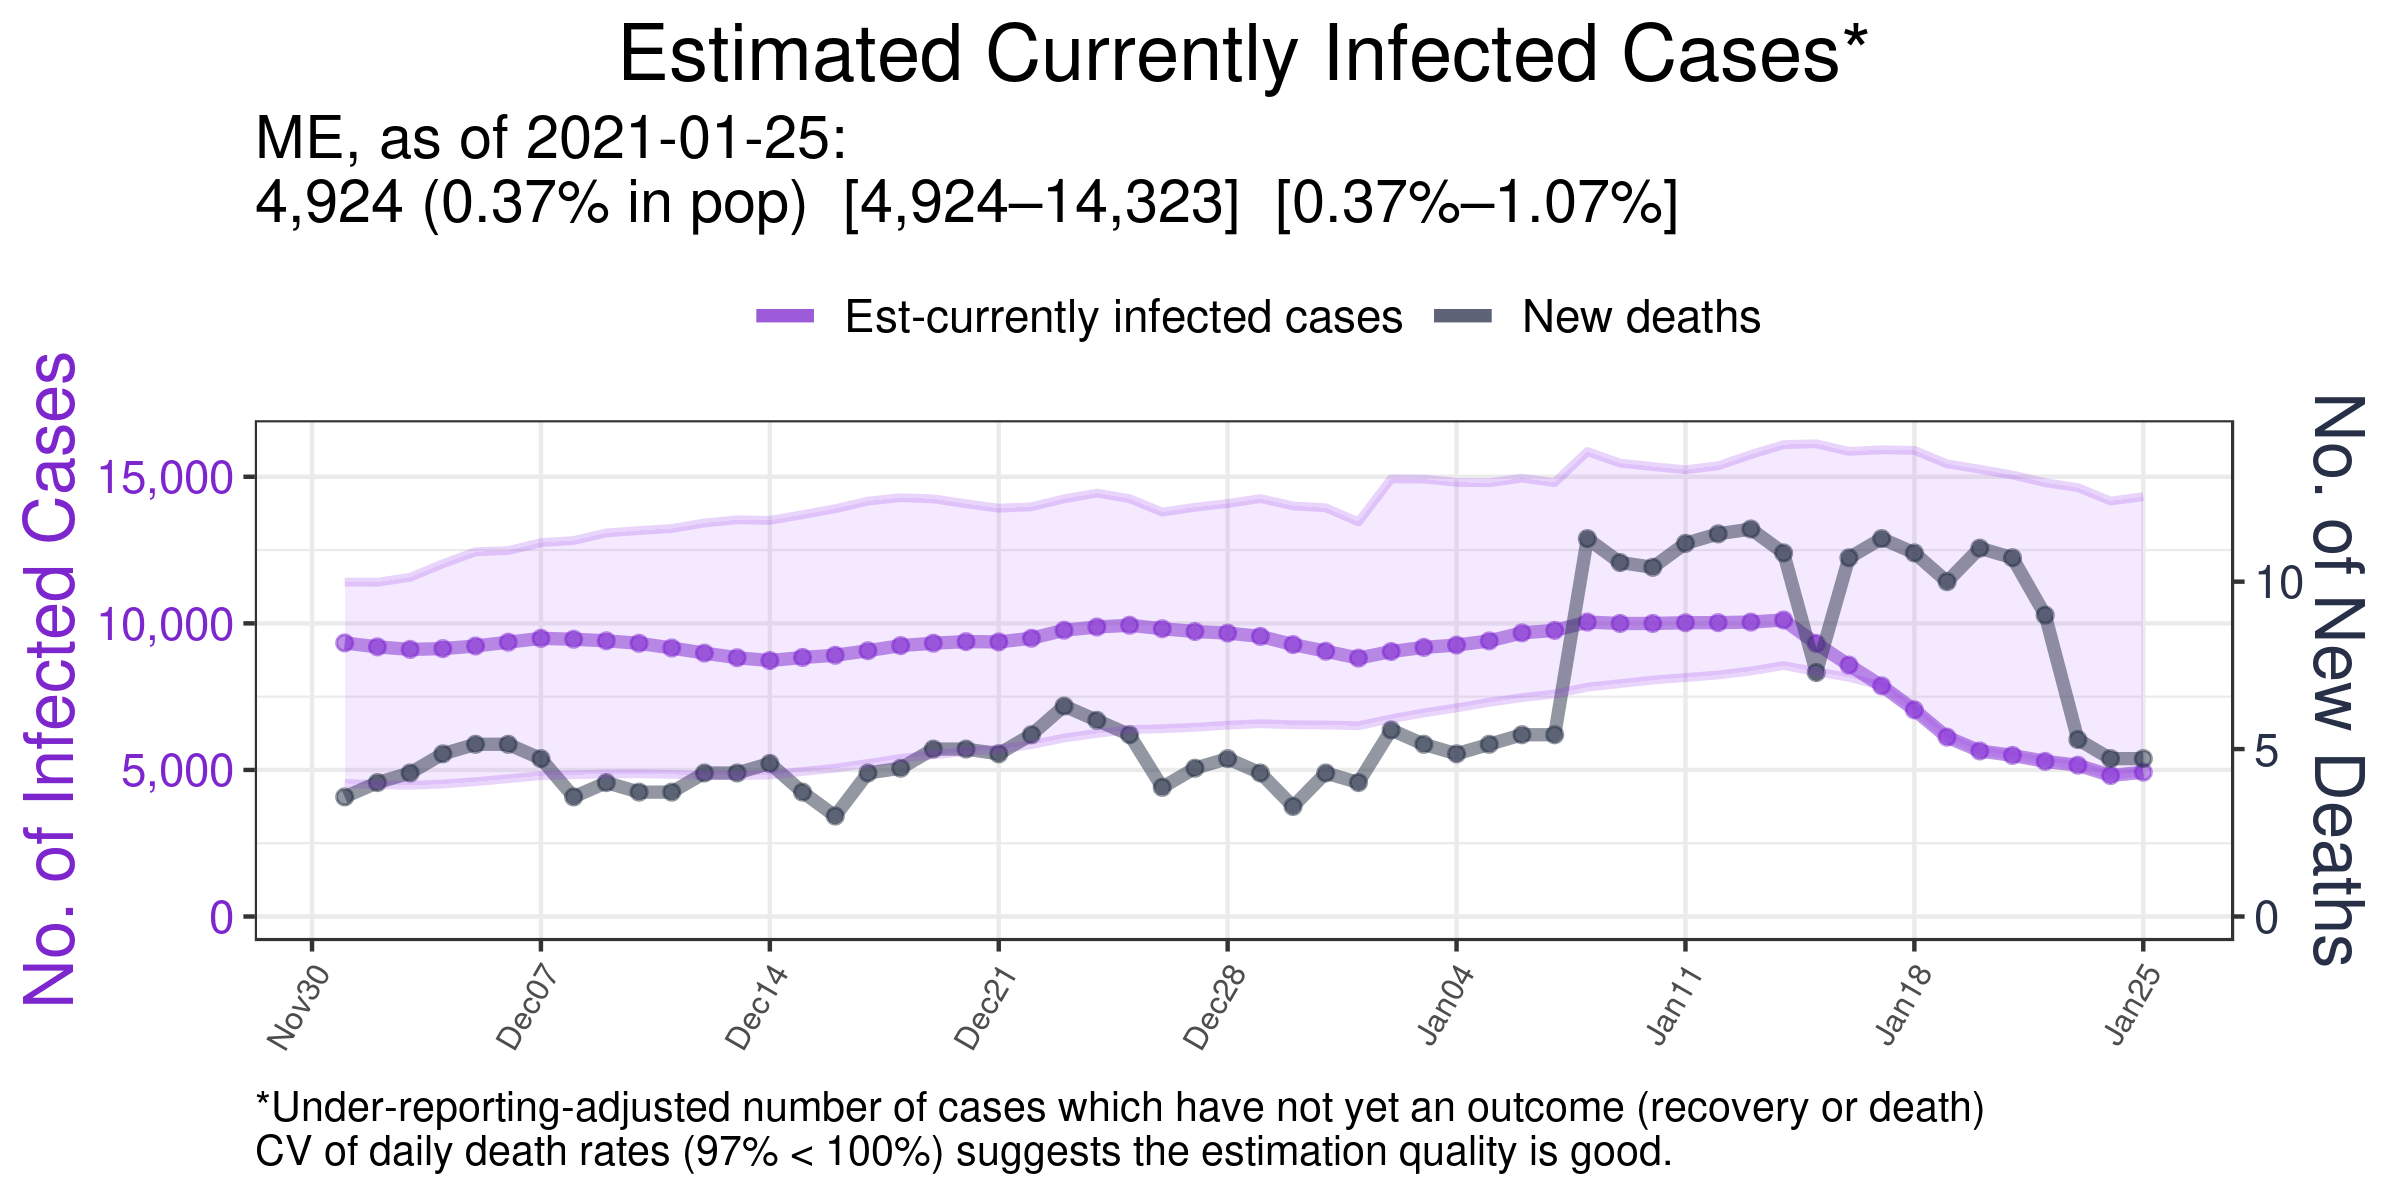 Estimated Currently Infected Cases*
ME, as of 2021-01-25:
4,924 (0.37% in pop)  [4,924–14,323]  [0.37%–1.07%]
Est-currently infected cases
New deaths
No. of Infected Cases
15,000
10,000
5,000
0
10
5
0
No. of New Deaths
Nov30
Dec07
Dec14
Dec21
Dec28
Jan04
Jan11
Jan18
Jan25
*Under-reporting-adjusted number of cases which have not yet an outcome (recovery or death)
CV of daily death rates (97% < 100%) suggests the estimation quality is good.